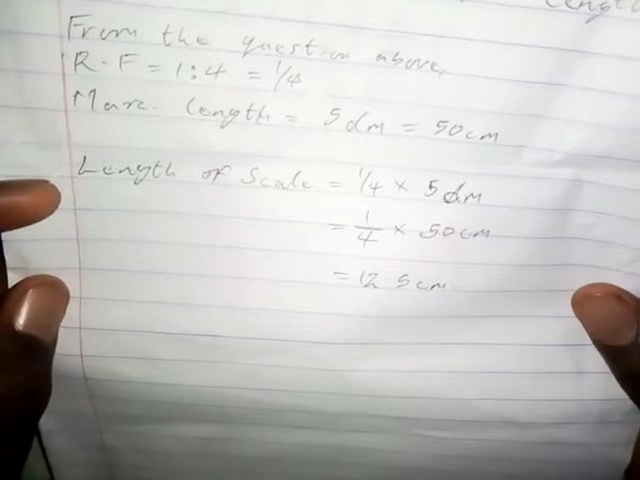 Length
From the question above,
R.F = 1:4 = 1/4
Max. length = 5dm = 50cm
Length of Scale = 1/4 × 5dm
= 1/4 × 50cm
= 12 5cm